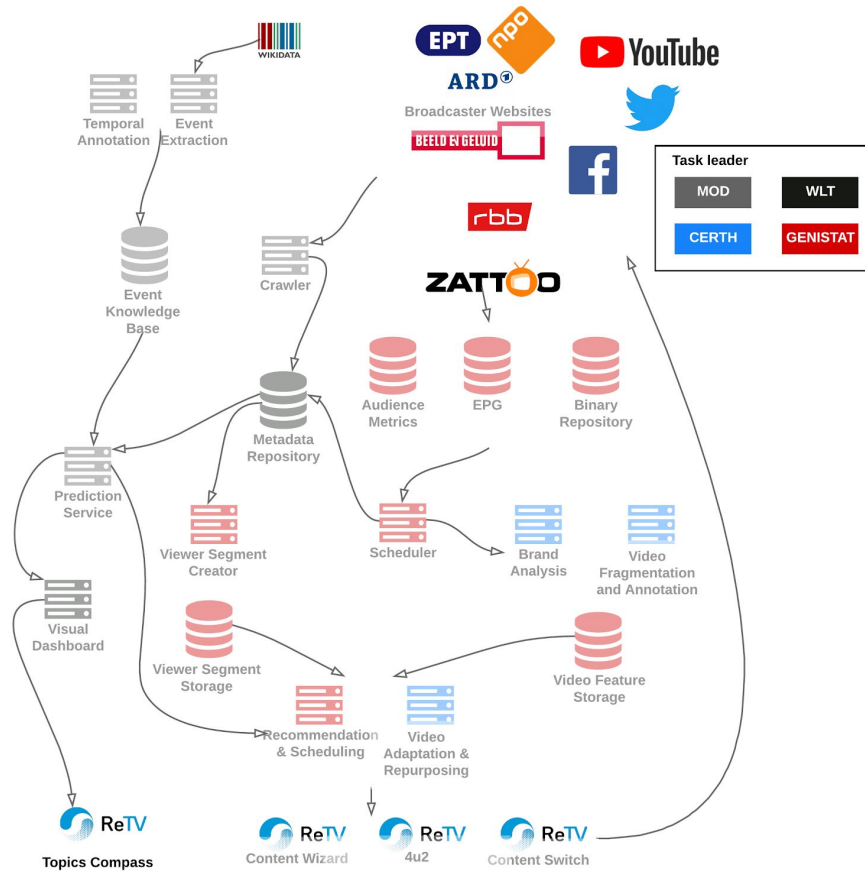 WIKIDATA
ΕΡΤ
npo
YouTube
ARD
Temporal
Annotation
Event
Extraction
Broadcaster Websites
BEELD EN GELUID
Task leader
MOD
WLT
CERTH
GENISTAT
rbb
Crawler
ZATTOO
Event
Knowledge
Base
Audience
Metrics
EPG
Binary
Repository
Metadata
Repository
Prediction
Service
Viewer Segment
Creator
Scheduler
Brand
Analysis
Video
Fragmentation
and Annotation
Visual
Dashboard
Viewer Segment
Storage
Video Feature
Storage
Recommendation
& Scheduling
Video
Adaptation &
Repurposing
ReTV
Topics Compass
ReTV
Content Wizard
ReTV
4u2
ReTV
Content Switch